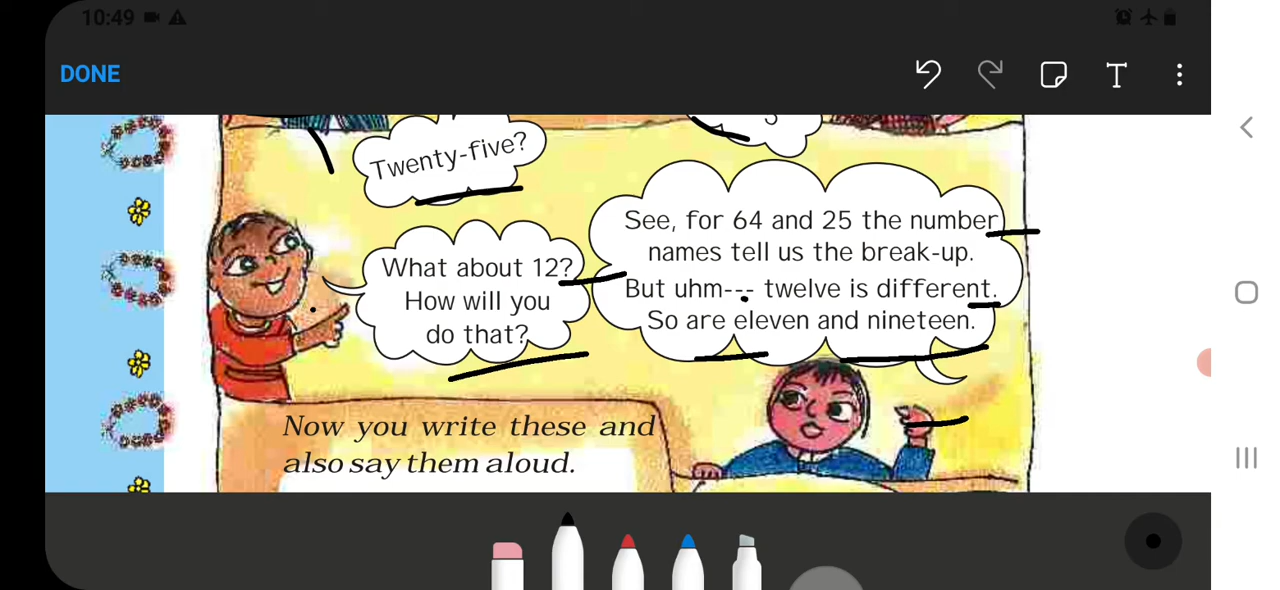 10:49
DONE
T
Twenty-five?
See, for 64 and 25 the number
names tell us the break-up.
But uhm--- twelve is different.
So are eleven and nineteen.
What about 12?
How will you
do that?
Now you write these and
also say them aloud.